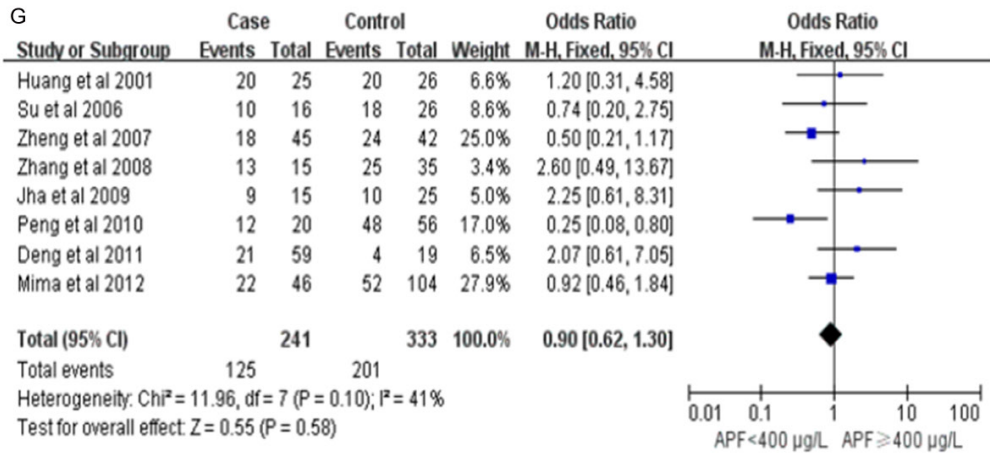 G
Case Control Odds Ratio Odds Ratio
Study or Subgroup Events Total Events Total Weight M-H, Fixed, 95% CI M-H, Fixed, 95% CI
Huang et al 2001 20 25 20 26 6.6% 1.20 [0.31, 4.58]
Su et al 2006 10 16 18 26 8.6% 0.74 [0.20, 2.75]
Zheng et al 2007 18 45 24 42 25.0% 0.50 [0.21, 1.17]
Zhang et al 2008 13 15 25 35 3.4% 2.60 [0.49, 13.67]
Jha et al 2009 9 15 10 25 5.0% 2.25 [0.61, 8.31]
Peng et al 2010 12 20 48 56 17.0% 0.25 [0.08, 0.80]
Deng et al 2011 21 59 4 19 6.5% 2.07 [0.61, 7.05]
Mima et al 2012 22 46 52 104 27.9% 0.92 [0.46, 1.84]
Total (95% CI) 241 333 100.0% 0.90 [0.62, 1.30]
Total events 125 201
Heterogeneity: Chi² = 11.96, df = 7 (P = 0.10); I² = 41%
Test for overall effect: Z = 0.55 (P = 0.58)
0.01 0.1 1 10 100
APF<400 μg/L APF⩾400 μg/L